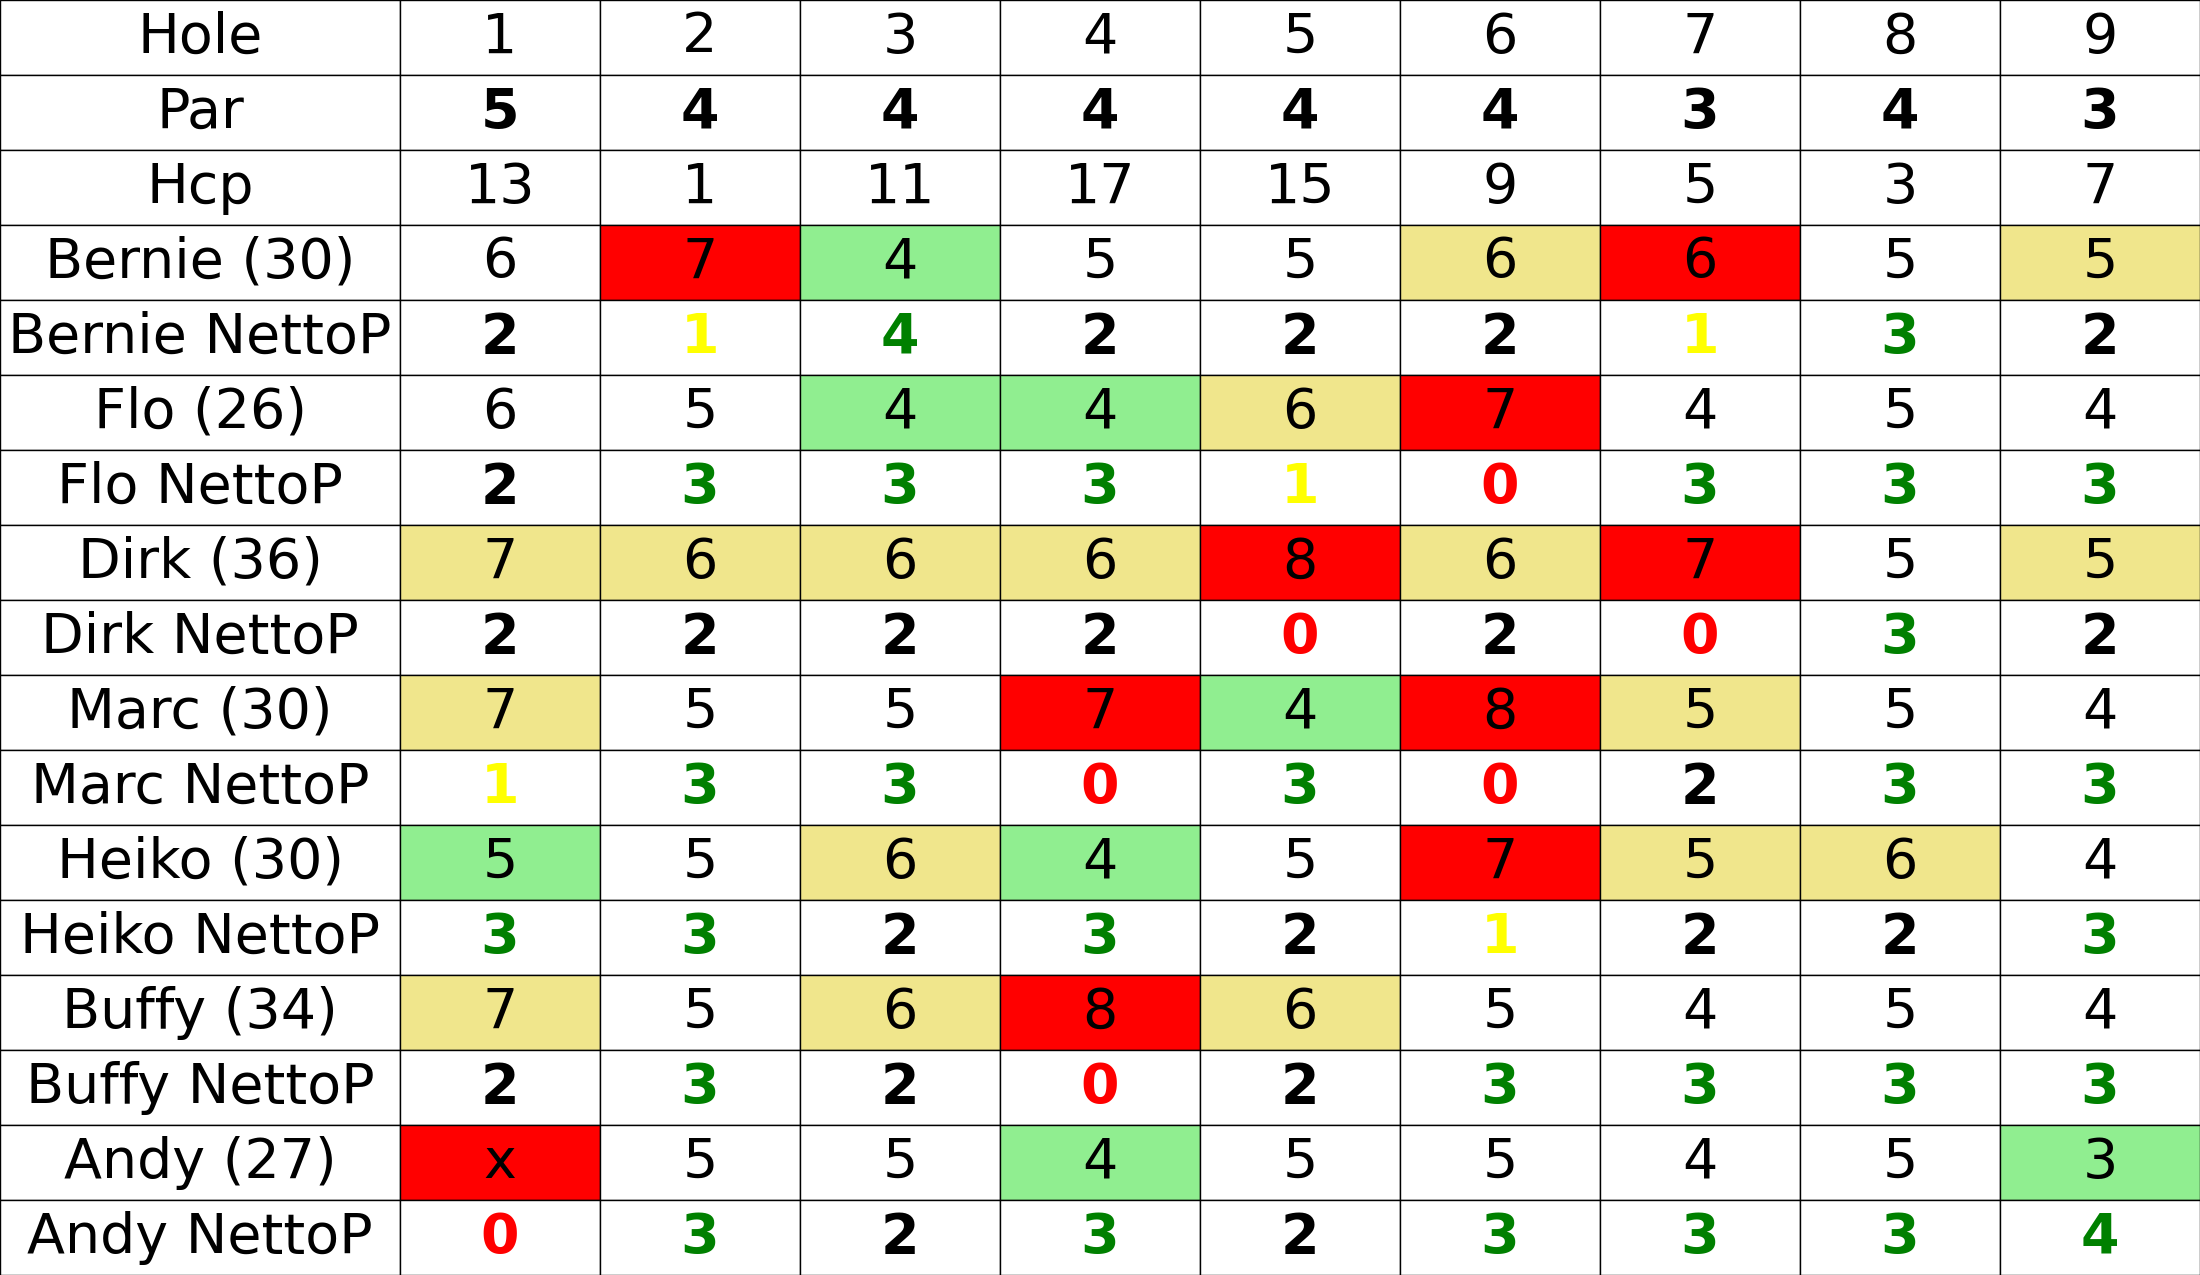 Hole 1 2 3 4 5 6 7 8 9
Par 5 4 4 4 4 4 3 4 3
Hcp 13 1 11 17 15 9 5 3 7
Bernie (30) 6 7 4 5 5 6 6 5 5
Bernie NettoP 2 1 4 2 2 2 1 3 2
Flo (26) 6 5 4 4 6 7 4 5 4
Flo NettoP 2 3 3 3 1 0 3 3 3
Dirk (36) 7 6 6 6 8 6 7 5 5
Dirk NettoP 2 2 2 2 0 2 0 3 2
Marc (30) 7 5 5 7 4 8 5 5 4
Marc NettoP 1 3 3 0 3 0 2 3 3
Heiko (30) 5 5 6 4 5 7 5 6 4
Heiko NettoP 3 3 2 3 2 1 2 2 3
Buffy (34) 7 5 6 8 6 5 4 5 4
Buffy NettoP 2 3 2 0 2 3 3 3 3
Andy (27) x 5 5 4 5 5 4 5 3
Andy NettoP 0 3 2 3 2 3 3 3 4